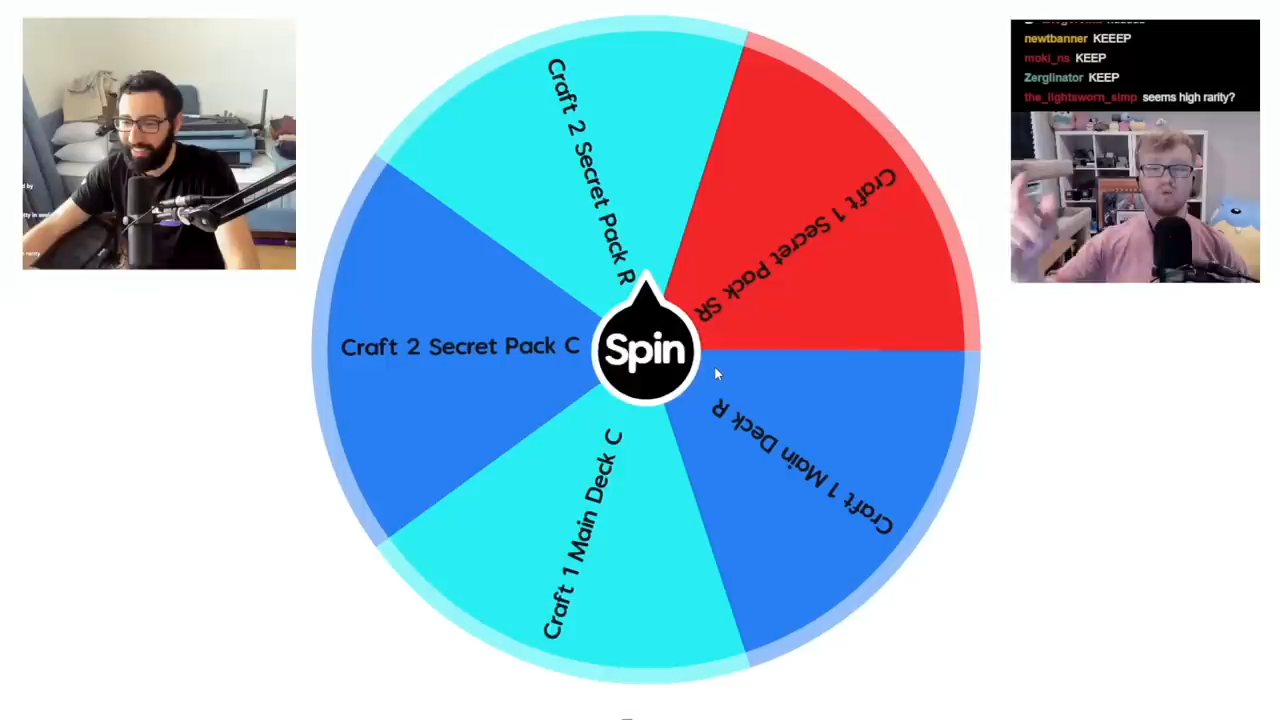 newtbanner KEEEP
moki_ns KEEP
Zerglinator KEEP
the_lightsworn_simp seems high rarity?
Craft 2 Secret Pack R
Craft 1 Secret Pack SR
Craft 2 Secret Pack C
Spin
Craft 1 Main Deck R
Craft 1 Main Deck C